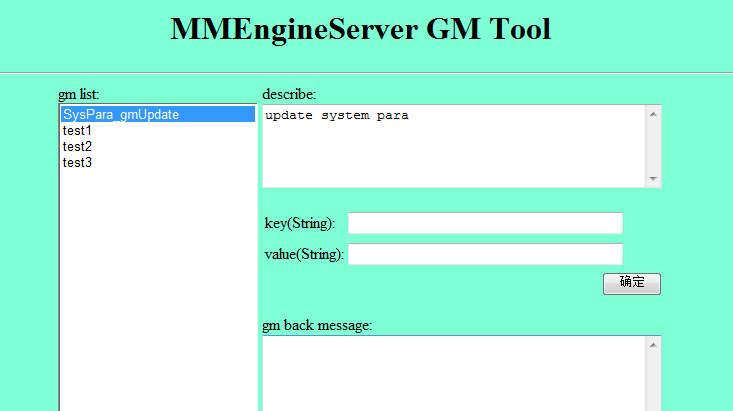 MMEngineServer GM Tool
gm list:
SysPara_gmUpdate
test1
test2
test3
describe:
update system para
key(String):
value(String):
确定
gm back message: